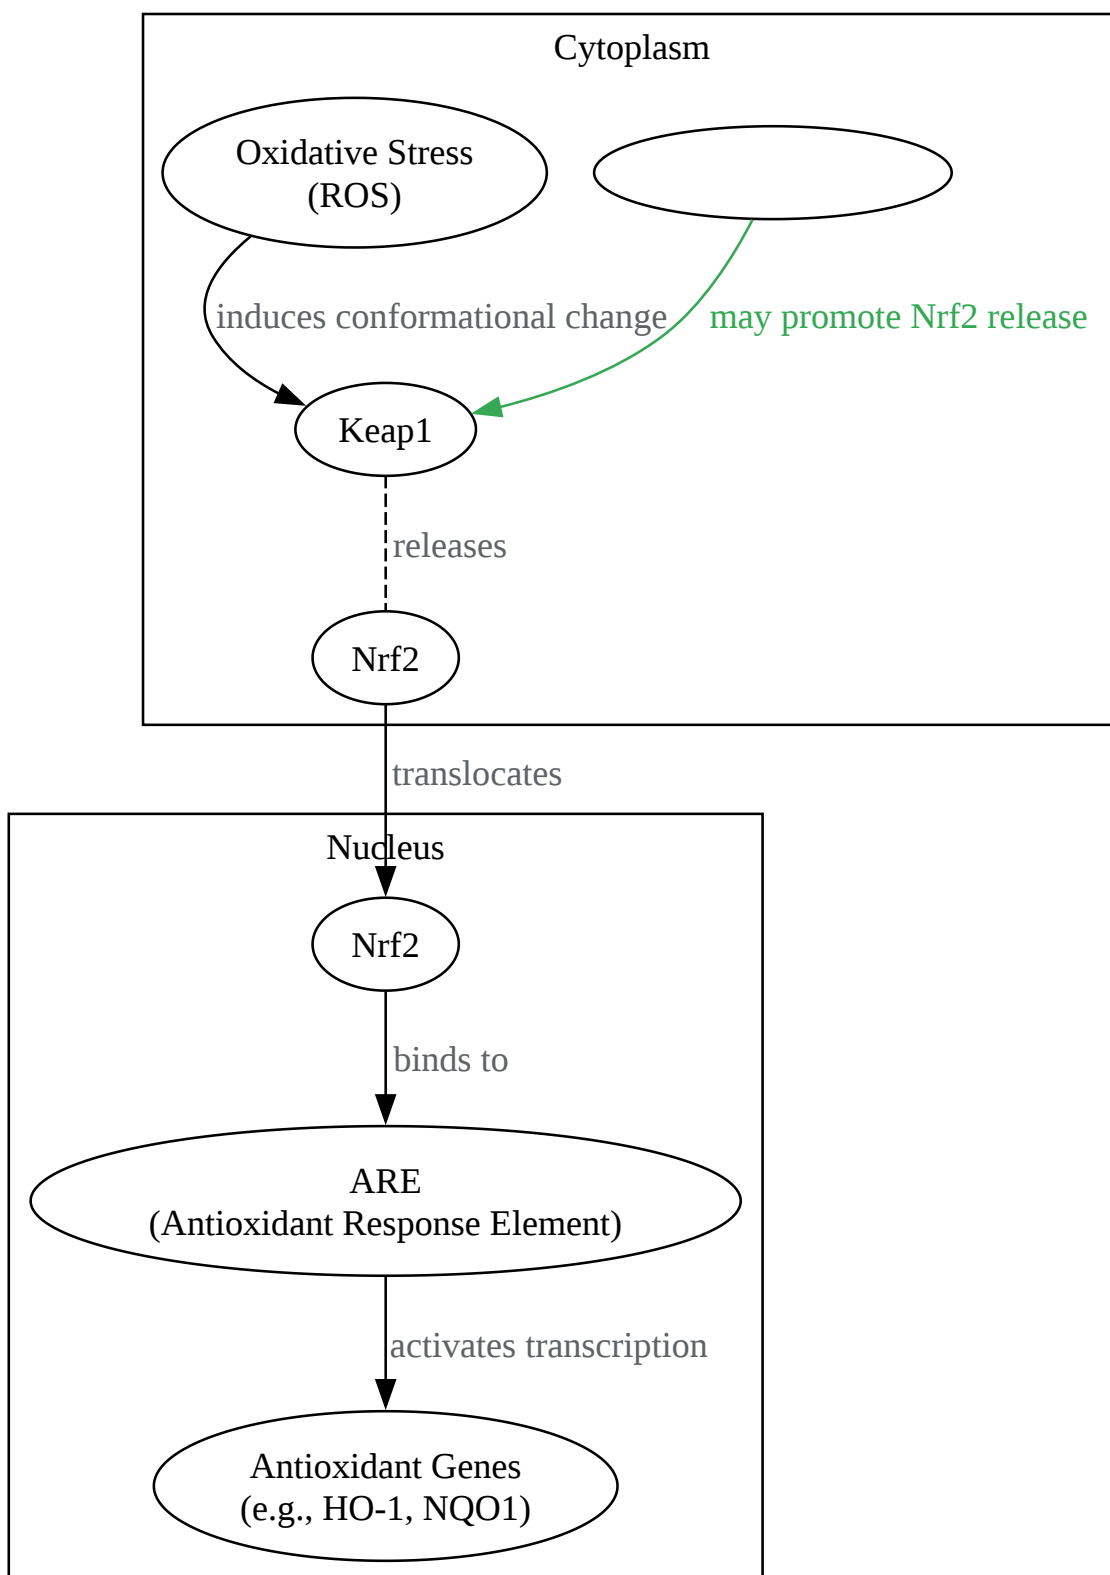 Cytoplasm
Oxidative Stress
(ROS)
induces conformational change
may promote Nrf2 release
Keap1
releases
Nrf2
translocates
Nucleus
Nrf2
binds to
ARE
(Antioxidant Response Element)
activates transcription
Antioxidant Genes
(e.g., HO-1, NQO1)